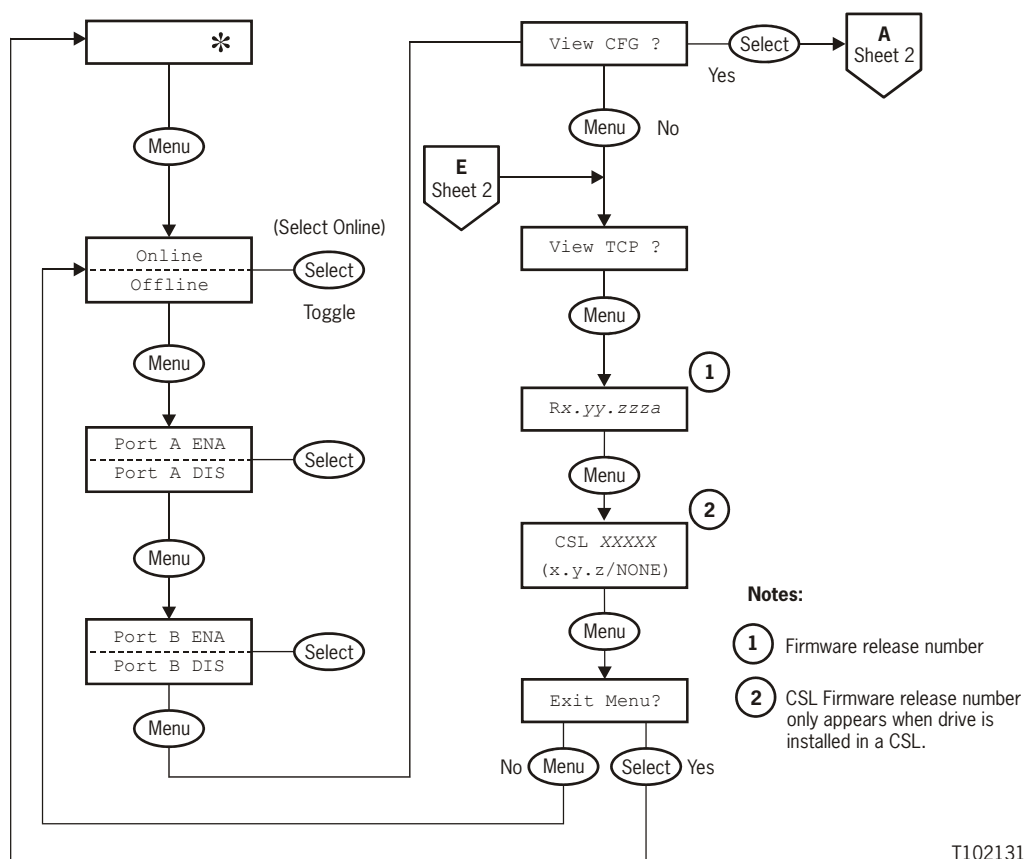 *
Menu
(Select Online)
Online
Offline
Select
Toggle
Menu
Port A ENA
Port A DIS
Select
Menu
Port B ENA
Port B DIS
Select
Menu
View CFG ?
Select
Yes
A
Sheet 2
Menu
No
E
Sheet 2
View TCP ?
Menu
1
Rx.yy.zzza
Menu
2
CSL XXXXX
(x.y.z/NONE)
Menu
Exit Menu?
No
Menu
Select
Yes
Notes:
1 Firmware release number
2 CSL Firmware release number
only appears when drive is
installed in a CSL.
T102131